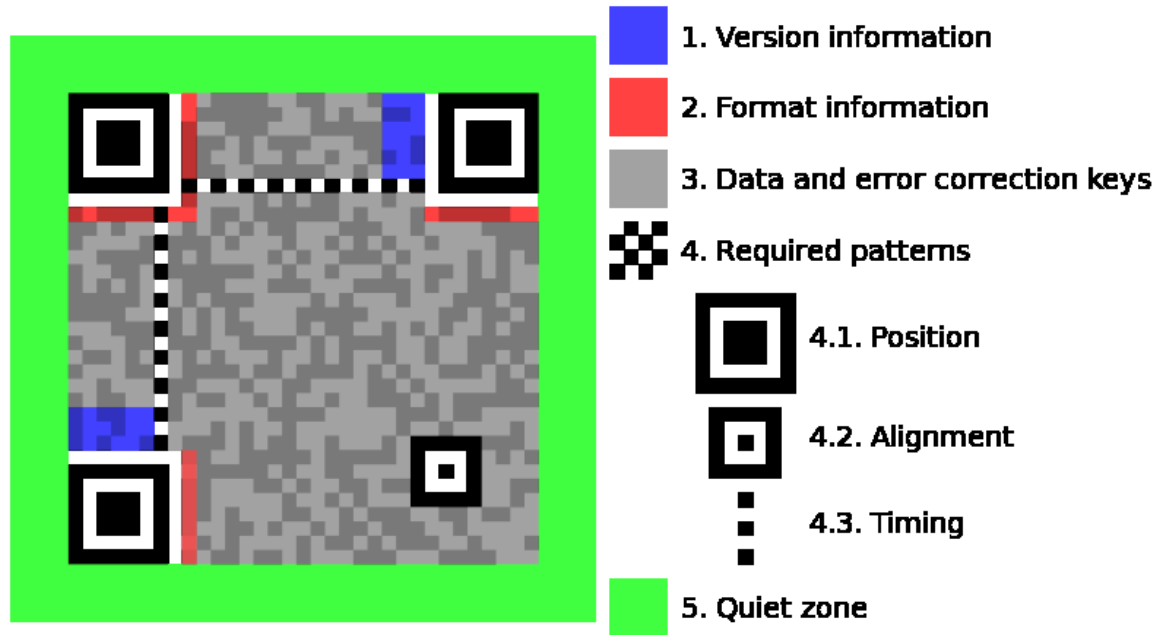 1. Version information
2. Format information
3. Data and error correction keys
4. Required patterns
4.1. Position
4.2. Alignment
4.3. Timing
5. Quiet zone